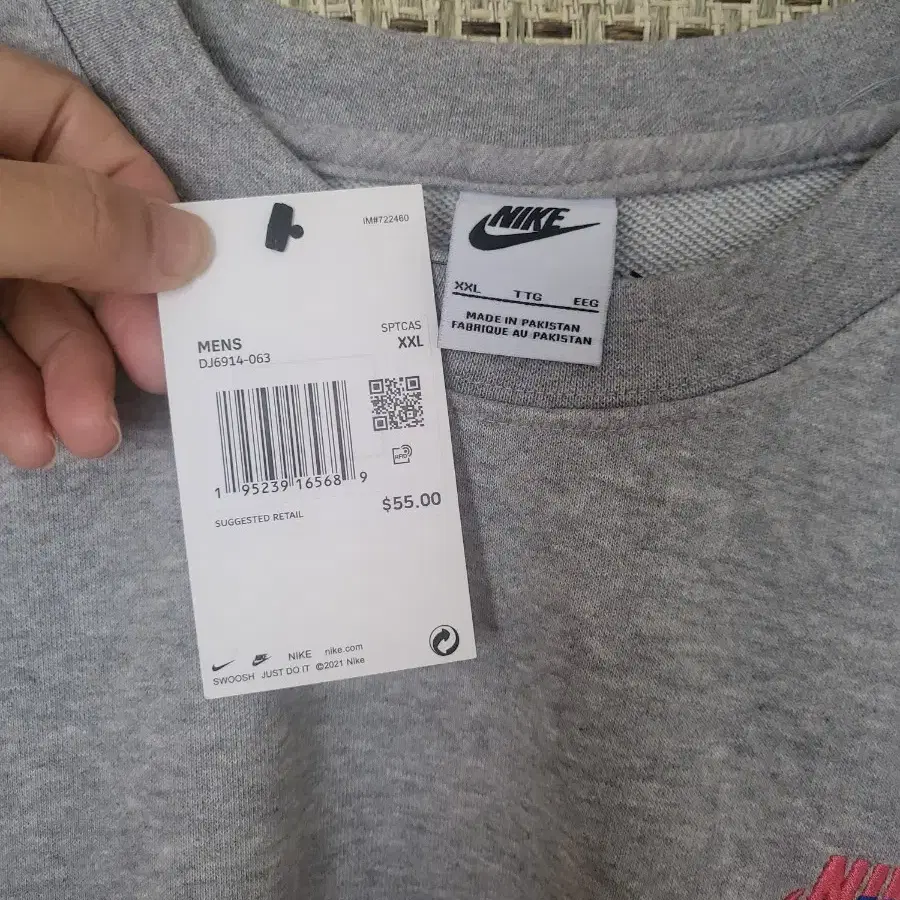 IM#722460
SPTCAS
MENS XXL
DJ6914-063
1 95239 16568 9
RFID
$55.00
SUGGESTED RETAIL
NIKE nike.com
SWOOSH JUST DO IT ©2021 Nike
NIKE
XXL TTG EEG
MADE IN PAKISTAN
FABRIQUE AU PAKISTAN